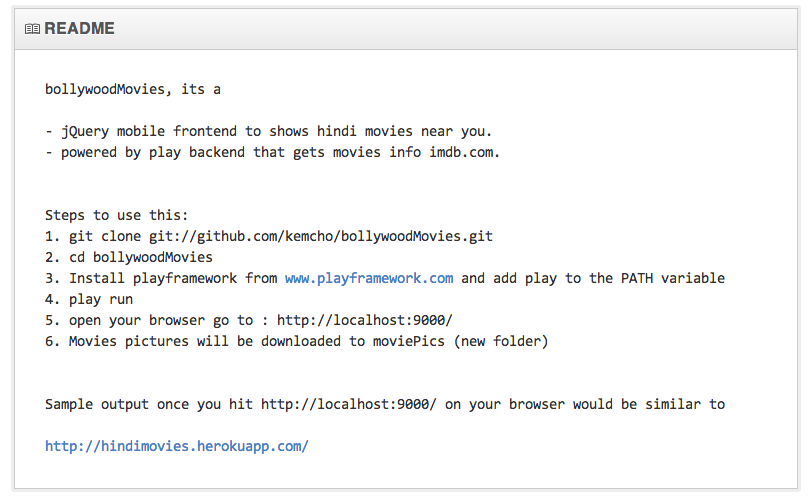 README
bollywoodMovies, its a
- jQuery mobile frontend to shows hindi movies near you.
- powered by play backend that gets movies info imdb.com.
Steps to use this:
1. git clone git://github.com/kemcho/bollywoodMovies.git
2. cd bollywoodMovies
3. Install playframework from www.playframework.com and add play to the PATH variable
4. play run
5. open your browser go to : http://localhost:9000/
6. Movies pictures will be downloaded to moviePics (new folder)
Sample output once you hit http://localhost:9000/ on your browser would be similar to
http://hindimovies.herokuapp.com/